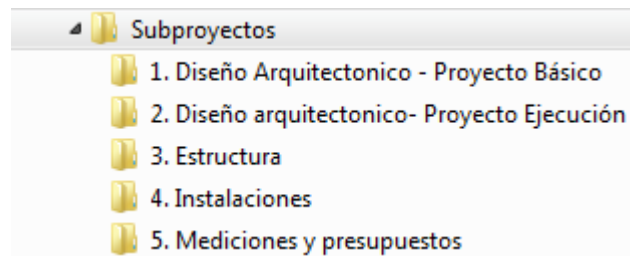 Subproyectos
1. Diseño Arquitectonico - Proyecto Básico
2. Diseño arquitectonico- Proyecto Ejecución
3. Estructura
4. Instalaciones
5. Mediciones y presupuestos